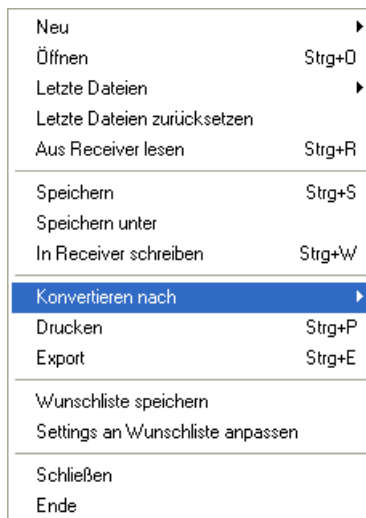 Neu
Öffnen Strg+O
Letzte Dateien
Letzte Dateien zurücksetzen
Aus Receiver lesen Strg+R
Speichern Strg+S
Speichern unter
In Receiver schreiben Strg+W
Konvertieren nach
Drucken Strg+P
Export Strg+E
Wunschliste speichern
Settings an Wunschliste anpassen
Schließen
Ende